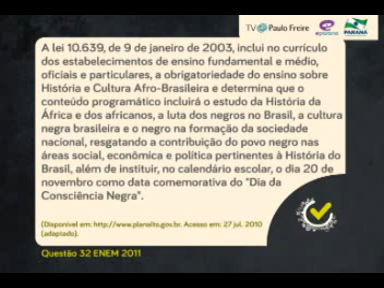 TV Paulo Freire
eparaná
PARANÁ
A lei 10.639, de 9 de janeiro de 2003, inclui no currículo
dos estabelecimentos de ensino fundamental e médio,
oficiais e particulares, a obrigatoriedade do ensino sobre
História e Cultura Afro-Brasileira e determina que o
conteúdo programático incluirá o estudo da História da
África e dos africanos, a luta dos negros no Brasil, a cultura
negra brasileira e o negro na formação da sociedade
nacional, resgatando a contribuição do povo negro nas
áreas social, econômica e política pertinentes à História do
Brasil, além de instituir, no calendário escolar, o dia 20 de
novembro como data comemorativa do "Dia da
Consciência Negra".
(Disponível em: http://www.planalto.gov.br. Acesso em: 27 jul. 2010
(adaptado).
Questão 32 ENEM 2011